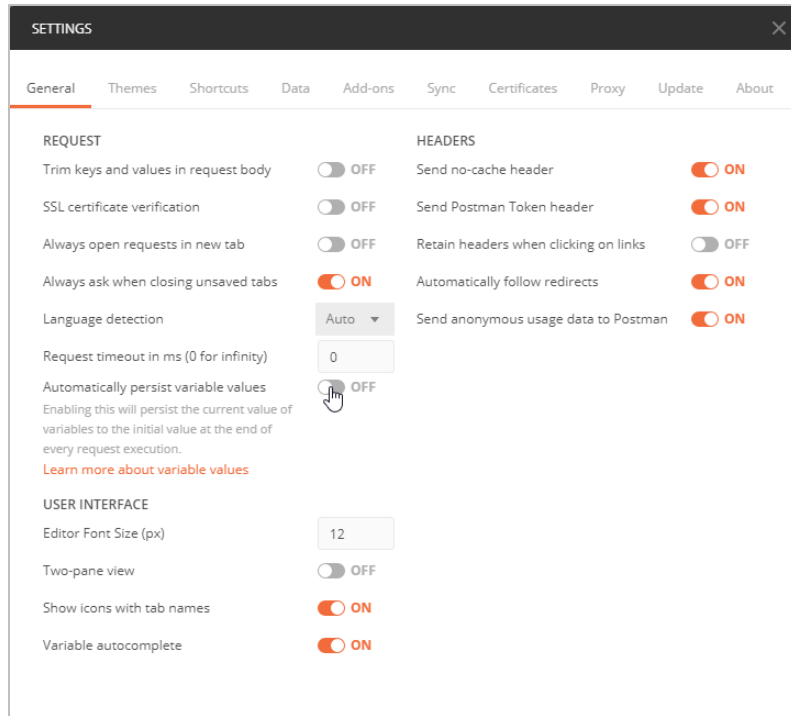 SETTINGS
General Themes Shortcuts Data Add-ons Sync Certificates Proxy Update About
REQUEST
Trim keys and values in request body OFF
SSL certificate verification OFF
Always open requests in new tab OFF
Always ask when closing unsaved tabs ON
Language detection Auto
Request timeout in ms (0 for infinity) 0
Automatically persist variable values OFF
Enabling this will persist the current value of
variables to the initial value at the end of
every request execution.
Learn more about variable values
USER INTERFACE
Editor Font Size (px) 12
Two-pane view OFF
Show icons with tab names ON
Variable autocomplete ON
HEADERS
Send no-cache header ON
Send Postman Token header ON
Retain headers when clicking on links OFF
Automatically follow redirects ON
Send anonymous usage data to Postman ON